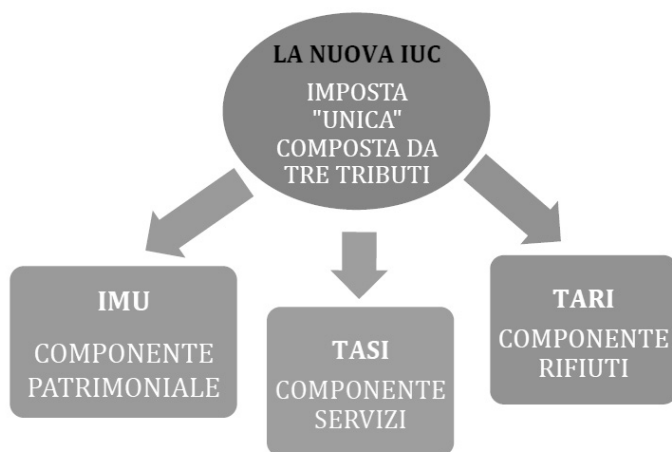 LA NUOVA IUC
IMPOSTA
"UNICA"
COMPOSTA DA
TRE TRIBUTI
IMU
COMPONENTE
PATRIMONIALE
TASI
COMPONENTE
SERVIZI
TARI
COMPONENTE
RIFIUTI